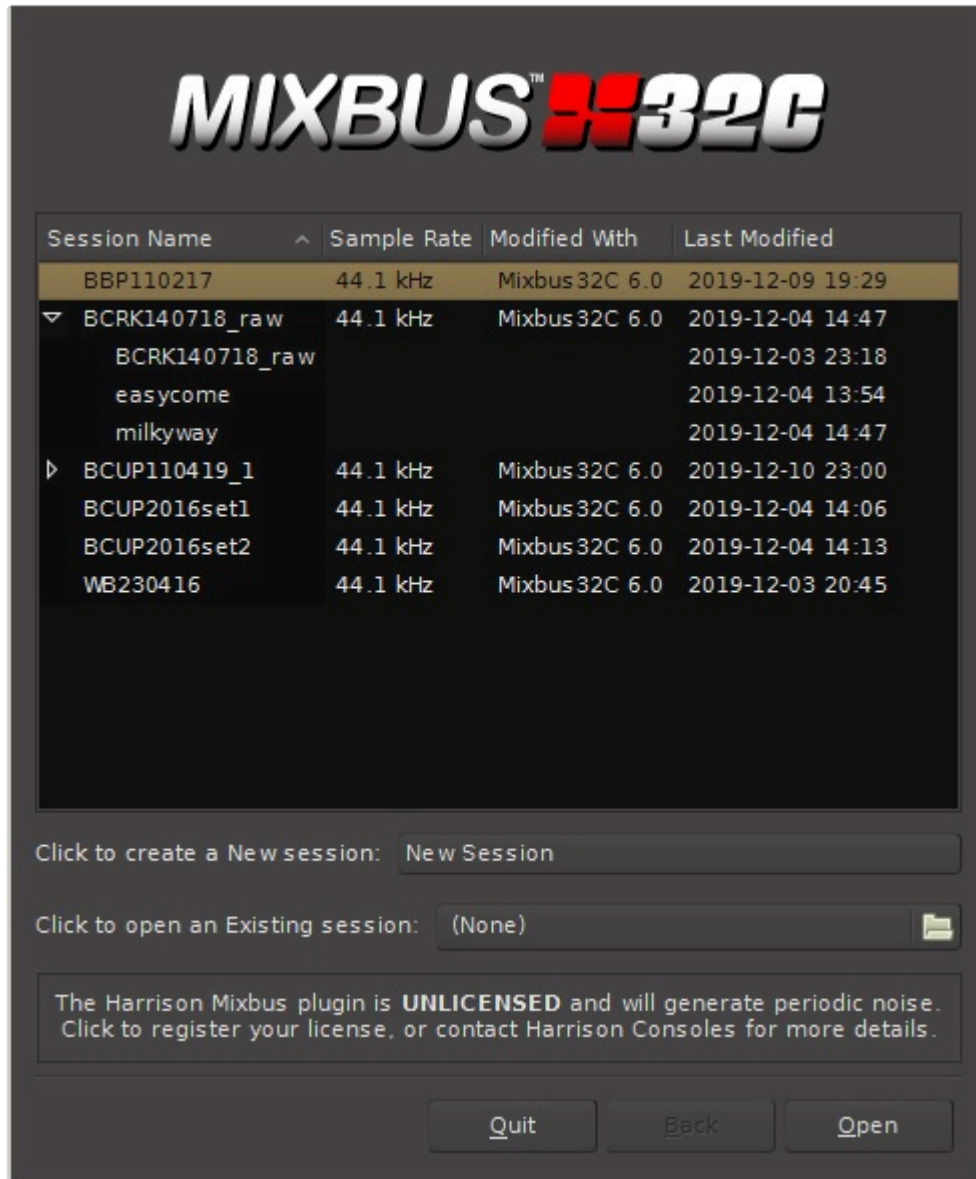 MIXBUS™ 32C
Session Name Sample Rate Modified With Last Modified
BBP110217 44.1 kHz Mixbus32C 6.0 2019-12-09 19:29
BCRK140718_raw 44.1 kHz Mixbus32C 6.0 2019-12-04 14:47
BCRK140718_raw 2019-12-03 23:18
easycome 2019-12-04 13:54
milkyway 2019-12-04 14:47
BCUP110419_1 44.1 kHz Mixbus32C 6.0 2019-12-10 23:00
BCUP2016set1 44.1 kHz Mixbus32C 6.0 2019-12-04 14:06
BCUP2016set2 44.1 kHz Mixbus32C 6.0 2019-12-04 14:13
WB230416 44.1 kHz Mixbus32C 6.0 2019-12-03 20:45
Click to create a New session: New Session
Click to open an Existing session: (None)
The Harrison Mixbus plugin is UNLICENSED and will generate periodic noise.
Click to register your license, or contact Harrison Consoles for more details.
Quit Back Open